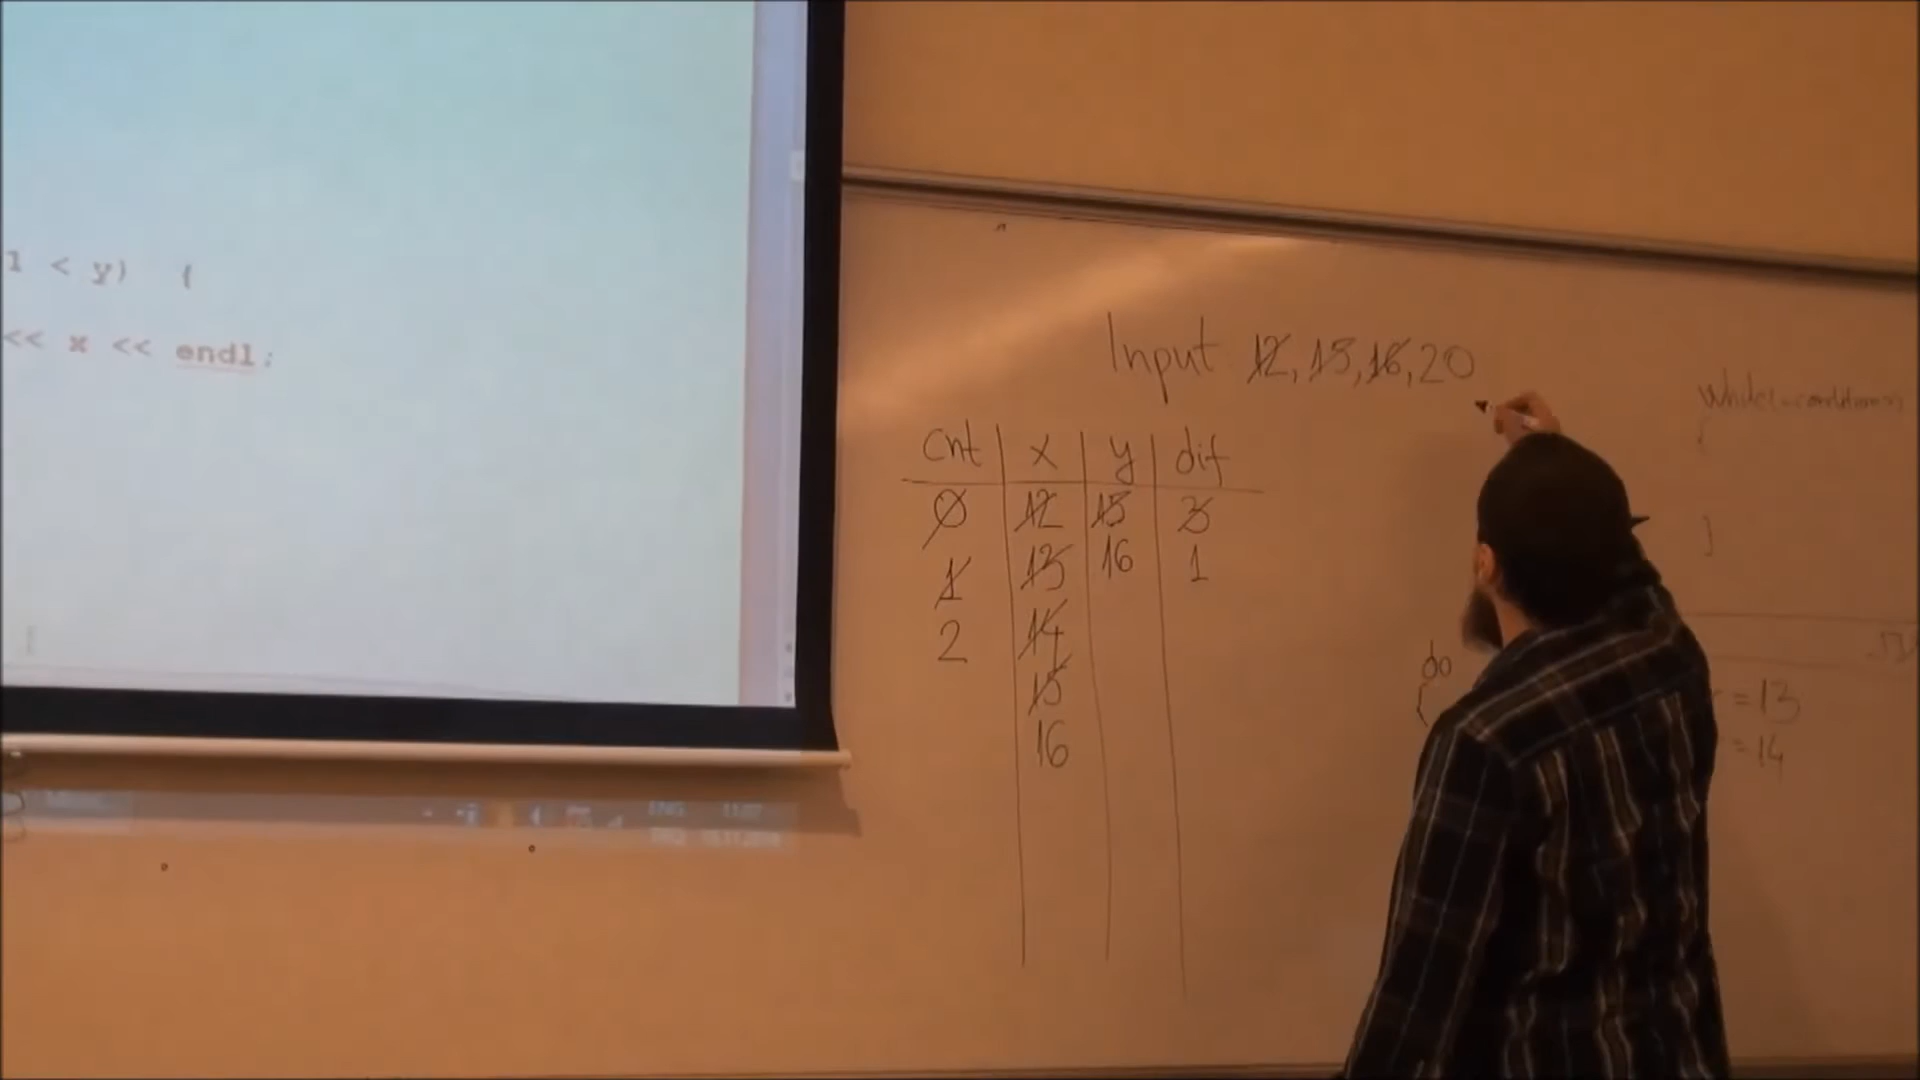 1 < y) {
<< x << endl;
Input 12, 15, 16, 20
cnt x y dif
0 12 15 3
1 13 16 1
2 14
15
16
while(condition)
{
}
do
{
= 13
= 14